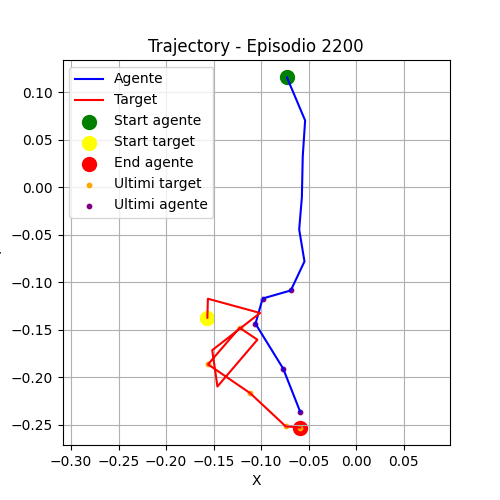 Trajectory - Episodio 2200
Agente
Target
Start agente
Start target
End agente
Ultimi target
Ultimi agente
0.10
0.05
0.00
−0.05
−0.10
−0.15
−0.20
−0.25
−0.30 −0.25 −0.20 −0.15 −0.10 −0.05 0.00 0.05
X